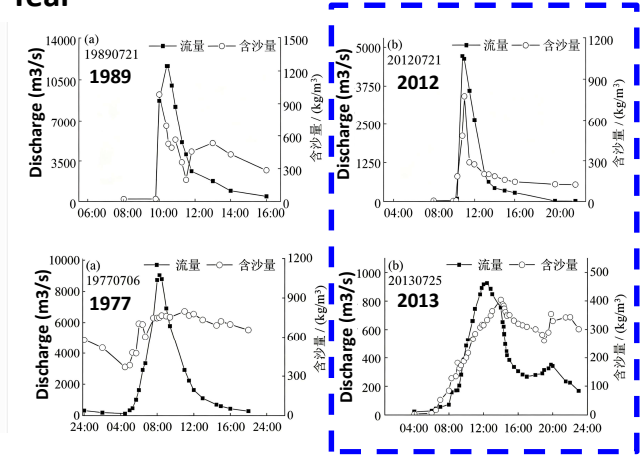 Year
(a) 19890721 1989
流量 含沙量
Discharge (m3/s)
14000 10500 7000 3500 0
1500 1200 900 600 300 0
含沙量 / (kg/m³)
06:00 08:00 10:00 12:00 14:00 16:00
(b) 20120721 2012
流量 含沙量
Discharge (m3/s)
5000 3750 2500 1250 0
1200 900 600 300 0
含沙量 / (kg/m³)
04:00 08:00 12:00 16:00 20:00
(a) 19770706 1977
流量 含沙量
Discharge (m3/s)
10000 8000 6000 4000 2000 0
1200 900 600 300 0
含沙量 / (kg/m³)
24:00 04:00 08:00 12:00 16:00 20:00 24:00
(b) 20130725 2013
流量 含沙量
Discharge (m3/s)
1000 800 600 400 200 0
500 400 300 200 100 0
含沙量 / (kg/m³)
24:00 04:00 08:00 12:00 16:00 20:00 24:00